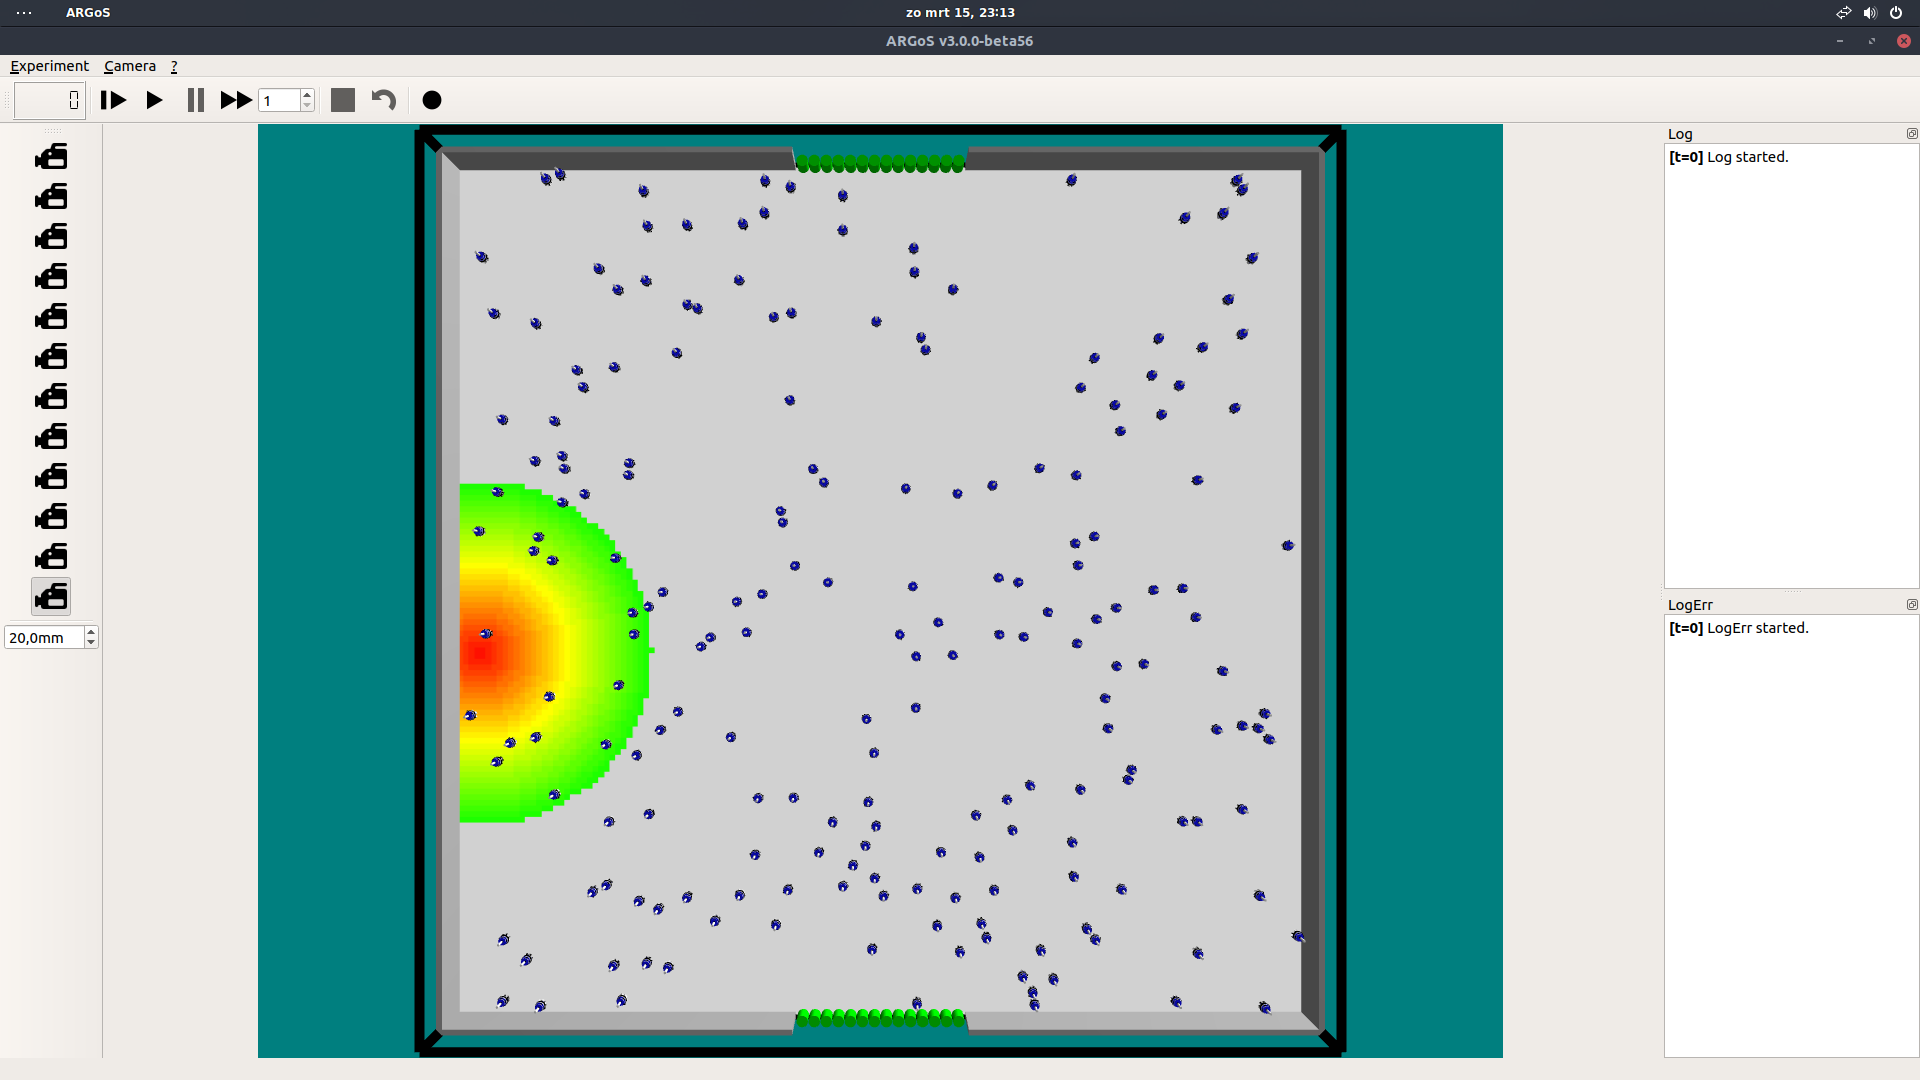 ARGoS
zo mrt 15, 23:13
ARGoS v3.0.0-beta56
Experiment Camera ?
0
1
Log
[t=0] Log started.
LogErr
[t=0] LogErr started.
20,0mm